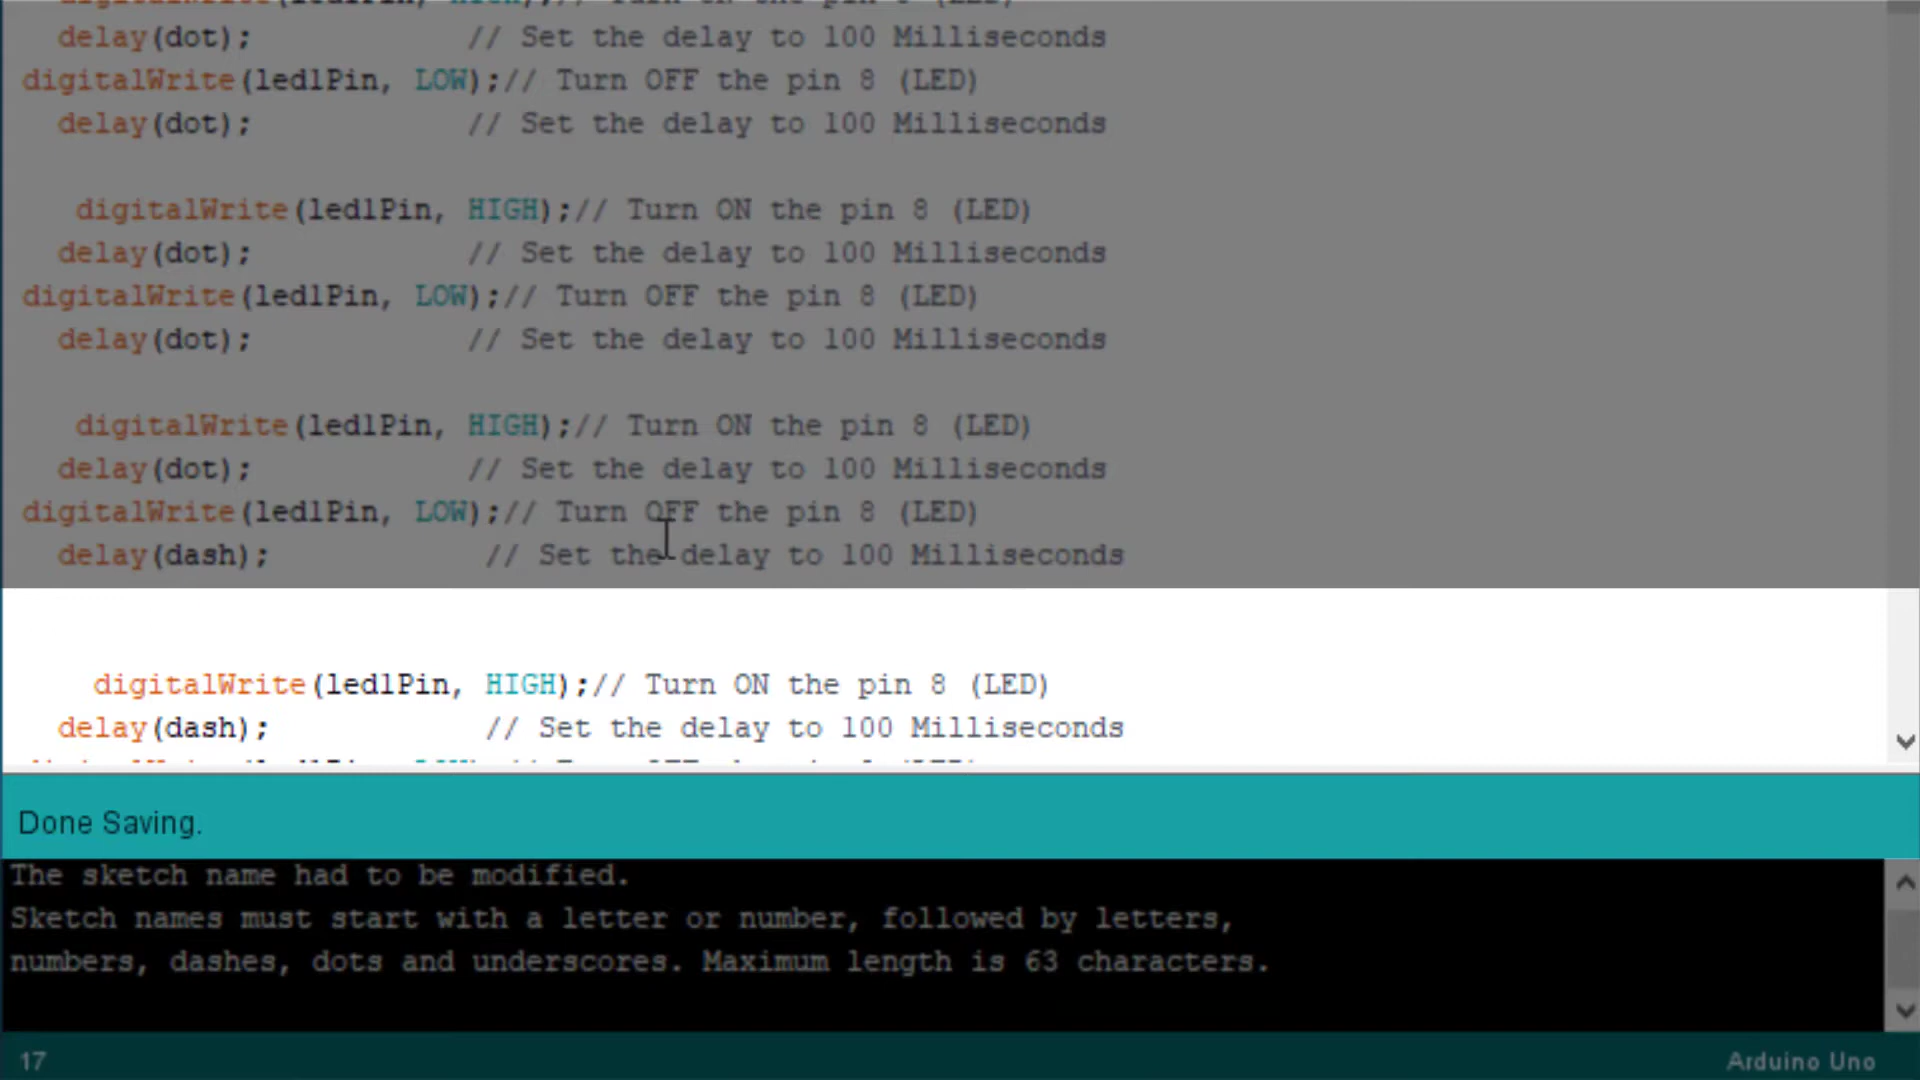 delay(dot); // Set the delay to 100 Milliseconds
digitalWrite(led1Pin, LOW);// Turn OFF the pin 8 (LED)
delay(dot); // Set the delay to 100 Milliseconds
digitalWrite(led1Pin, HIGH);// Turn ON the pin 8 (LED)
delay(dot); // Set the delay to 100 Milliseconds
digitalWrite(led1Pin, LOW);// Turn OFF the pin 8 (LED)
delay(dot); // Set the delay to 100 Milliseconds
digitalWrite(led1Pin, HIGH);// Turn ON the pin 8 (LED)
delay(dot); // Set the delay to 100 Milliseconds
digitalWrite(led1Pin, LOW);// Turn OFF the pin 8 (LED)
delay(dash); // Set the delay to 100 Milliseconds
digitalWrite(led1Pin, HIGH);// Turn ON the pin 8 (LED)
delay(dash); // Set the delay to 100 Milliseconds
Done Saving.
The sketch name had to be modified.
Sketch names must start with a letter or number, followed by letters,
numbers, dashes, dots and underscores. Maximum length is 63 characters.
17
Arduino Uno